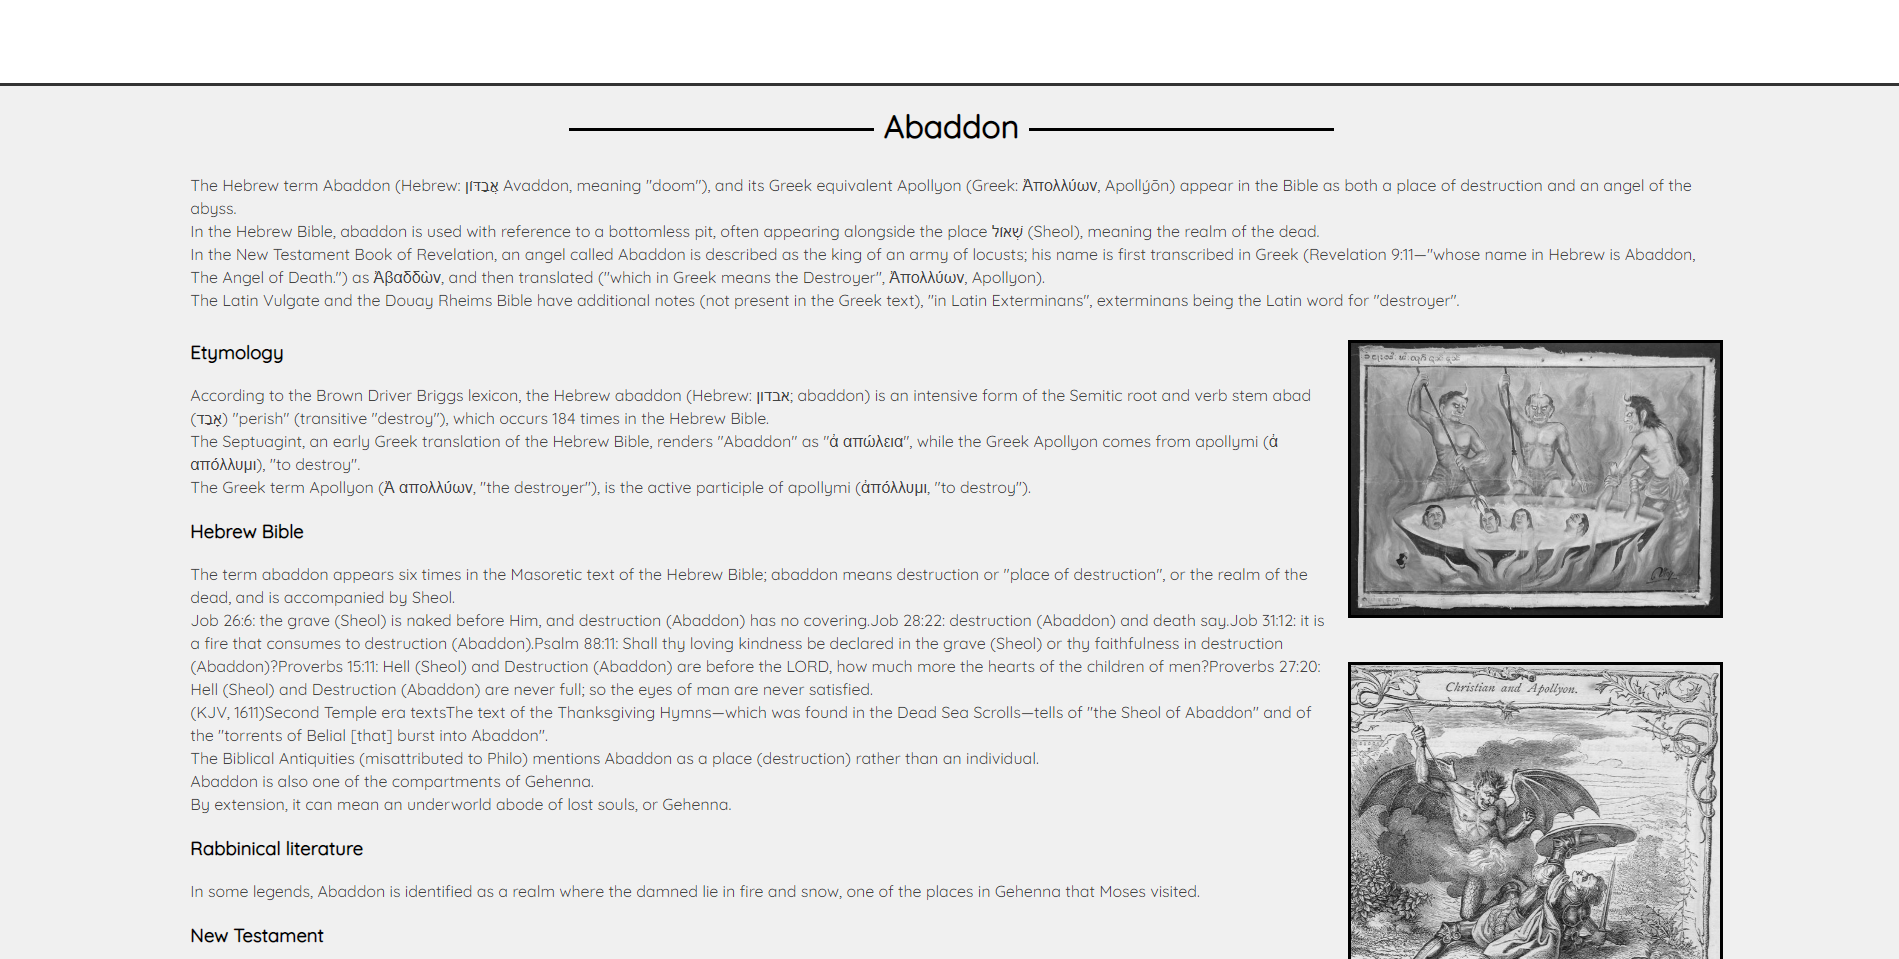 Abaddon
The Hebrew term Abaddon (Hebrew: אֲבַדּוֹן Avaddon, meaning "doom"), and its Greek equivalent Apollyon (Greek: Ἀπολλύων, Apollýōn) appear in the Bible as both a place of destruction and an angel of the
abyss.
In the Hebrew Bible, abaddon is used with reference to a bottomless pit, often appearing alongside the place שְׁאוֹל (Sheol), meaning the realm of the dead.
In the New Testament Book of Revelation, an angel called Abaddon is described as the king of an army of locusts; his name is first transcribed in Greek (Revelation 9:11—"whose name in Hebrew is Abaddon,
The Angel of Death.") as Ἀβαδδὼν, and then translated ("which in Greek means the Destroyer", Ἀπολλύων, Apollyon).
The Latin Vulgate and the Douay Rheims Bible have additional notes (not present in the Greek text), "in Latin Exterminans", exterminans being the Latin word for "destroyer".
Etymology
According to the Brown Driver Briggs lexicon, the Hebrew abaddon (Hebrew: אבדון; abaddon) is an intensive form of the Semitic root and verb stem abad
(אָבַד) "perish" (transitive "destroy"), which occurs 184 times in the Hebrew Bible.
The Septuagint, an early Greek translation of the Hebrew Bible, renders "Abaddon" as "ἀ απώλεια", while the Greek Apollyon comes from apollymi (ἀ
απόλλυμι), "to destroy".
The Greek term Apollyon (Ἀ απολλύων, "the destroyer"), is the active participle of apollymi (ἀπόλλυμι, "to destroy").
Hebrew Bible
The term abaddon appears six times in the Masoretic text of the Hebrew Bible; abaddon means destruction or "place of destruction", or the realm of the
dead, and is accompanied by Sheol.
Job 26:6: the grave (Sheol) is naked before Him, and destruction (Abaddon) has no covering.Job 28:22: destruction (Abaddon) and death say.Job 31:12: it is
a fire that consumes to destruction (Abaddon).Psalm 88:11: Shall thy loving kindness be declared in the grave (Sheol) or thy faithfulness in destruction
(Abaddon)?Proverbs 15:11: Hell (Sheol) and Destruction (Abaddon) are before the LORD, how much more the hearts of the children of men?Proverbs 27:20:
Hell (Sheol) and Destruction (Abaddon) are never full; so the eyes of man are never satisfied.
(KJV, 1611)Second Temple era textsThe text of the Thanksgiving Hymns—which was found in the Dead Sea Scrolls—tells of "the Sheol of Abaddon" and of
the "torrents of Belial [that] burst into Abaddon".
The Biblical Antiquities (misattributed to Philo) mentions Abaddon as a place (destruction) rather than an individual.
Abaddon is also one of the compartments of Gehenna.
By extension, it can mean an underworld abode of lost souls, or Gehenna.
Rabbinical literature
In some legends, Abaddon is identified as a realm where the damned lie in fire and snow, one of the places in Gehenna that Moses visited.
New Testament
Christian and Apollyon.